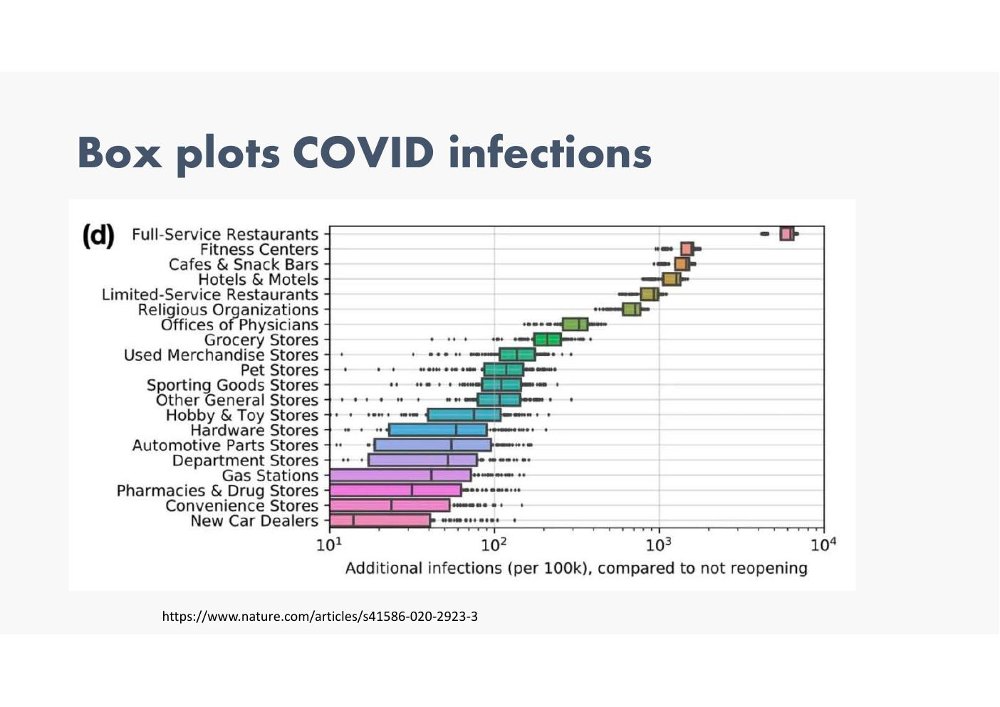 Box plots COVID infections
(d)
Full-Service Restaurants
Fitness Centers
Cafes & Snack Bars
Hotels & Motels
Limited-Service Restaurants
Religious Organizations
Offices of Physicians
Grocery Stores
Used Merchandise Stores
Pet Stores
Sporting Goods Stores
Other General Stores
Hobby & Toy Stores
Hardware Stores
Automotive Parts Stores
Department Stores
Gas Stations
Pharmacies & Drug Stores
Convenience Stores
New Car Dealers
10¹ 10² 10³ 10⁴
Additional infections (per 100k), compared to not reopening
https://www.nature.com/articles/s41586-020-2923-3